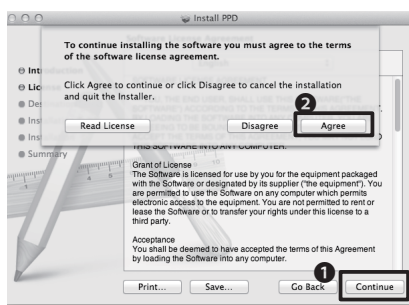 Install PPD
Software License Agreement
To continue installing the software you must agree to the terms
of the software license agreement.
Click Agree to continue or click Disagree to cancel the installation
and quit the Installer.
2
Read License
Disagree
Agree
Summary
THIS SOFTWARE INTO ANY COMPUTER.
Grant of License
The Software is licensed for use by you for the equipment packaged
with the Software or designated by its supplier ("the equipment"). You
are permitted to use the Software on any computer which permits
electronic access to the equipment. You are not permitted to rent or
lease the Software or to transfer your rights under this license to a
third party.
Acceptance
You shall be deemed to have accepted the terms of this Agreement
by loading the Software into any computer.
1
Print...
Save...
Go Back
Continue